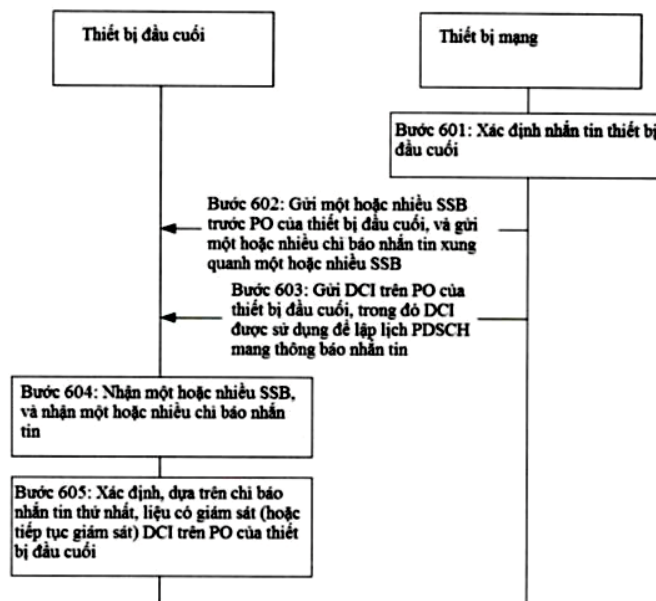 Thiết bị đầu cuối
Thiết bị mạng
Bước 601: Xác định nhắn tin thiết bị
đầu cuối
Bước 602: Gửi một hoặc nhiều SSB
trước PO của thiết bị đầu cuối, và gửi
một hoặc nhiều chỉ báo nhắn tin xung
quanh một hoặc nhiều SSB
Bước 603: Gửi DCI trên PO của
thiết bị đầu cuối, trong đó DCI
được sử dụng để lập lịch PDSCH
mang thông báo nhắn tin
Bước 604: Nhận một hoặc nhiều SSB,
và nhận một hoặc nhiều chỉ báo nhắn
tin
Bước 605: Xác định, dựa trên chỉ báo
nhắn tin thứ nhất, liệu có giám sát (hoặc
tiếp tục giám sát) DCI trên PO của thiết
bị đầu cuối